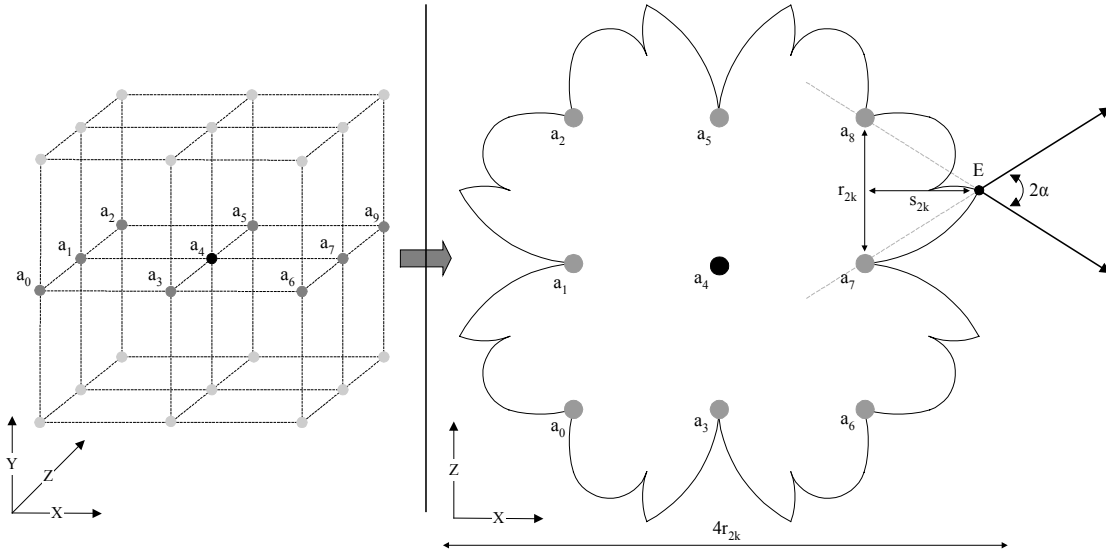 a₂ a₅ a₉
a₁ a₄ a₇
a₀ a₃ a₆
Y
Z
X
a₂ a₅ a₈
E
r₂ₖ
s₂ₖ
2α
a₁ a₄ a₇
a₀ a₃ a₆
Z
X
4r₂ₖ